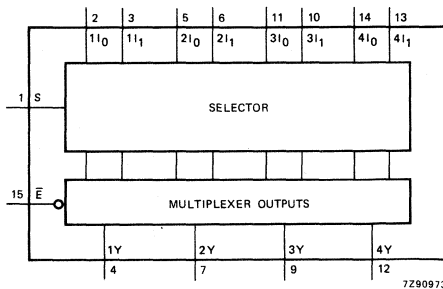 2 3 5 6 11 10 14 13
1I₀ 1I₁ 2I₀ 2I₁ 3I₀ 3I₁ 4I₀ 4I₁
1 S
SELECTOR
15 E̅
MULTIPLEXER OUTPUTS
1Y 2Y 3Y 4Y
4 7 9 12
7Z90973